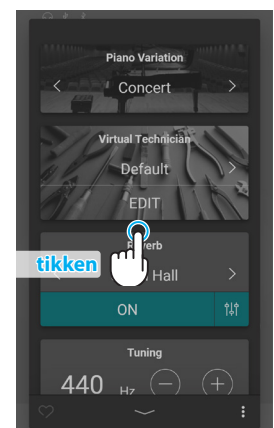 Piano Variation
< Concert >
Virtual Technician
Default >
EDIT
tikken
Hall >
ON
Tuning
440 Hz − +